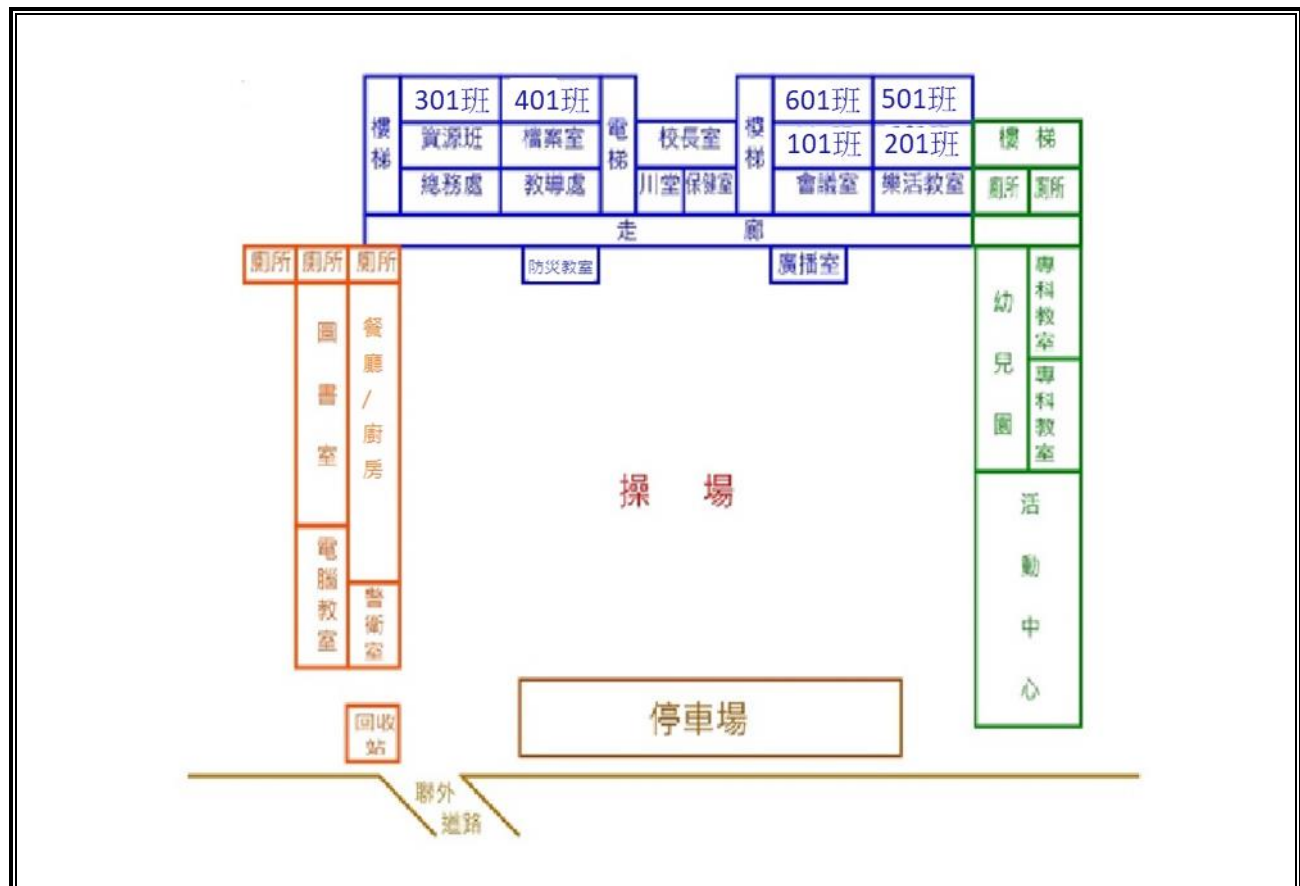 301班 401班 601班 501班
樓梯 資源班 檔案室 電梯 校長室 樓梯 101班 201班 樓梯
總務處 教導處 川堂 保健室 會議室 樂活教室 廁所 廁所
走廊
廁所 廁所 廁所 防災教室 廣播室
圖書室
餐廳/廚房
幼兒園
專科教室
專科教室
操場
電腦教室
警衛室
活動中心
回收
站
停車場
聯外
道路